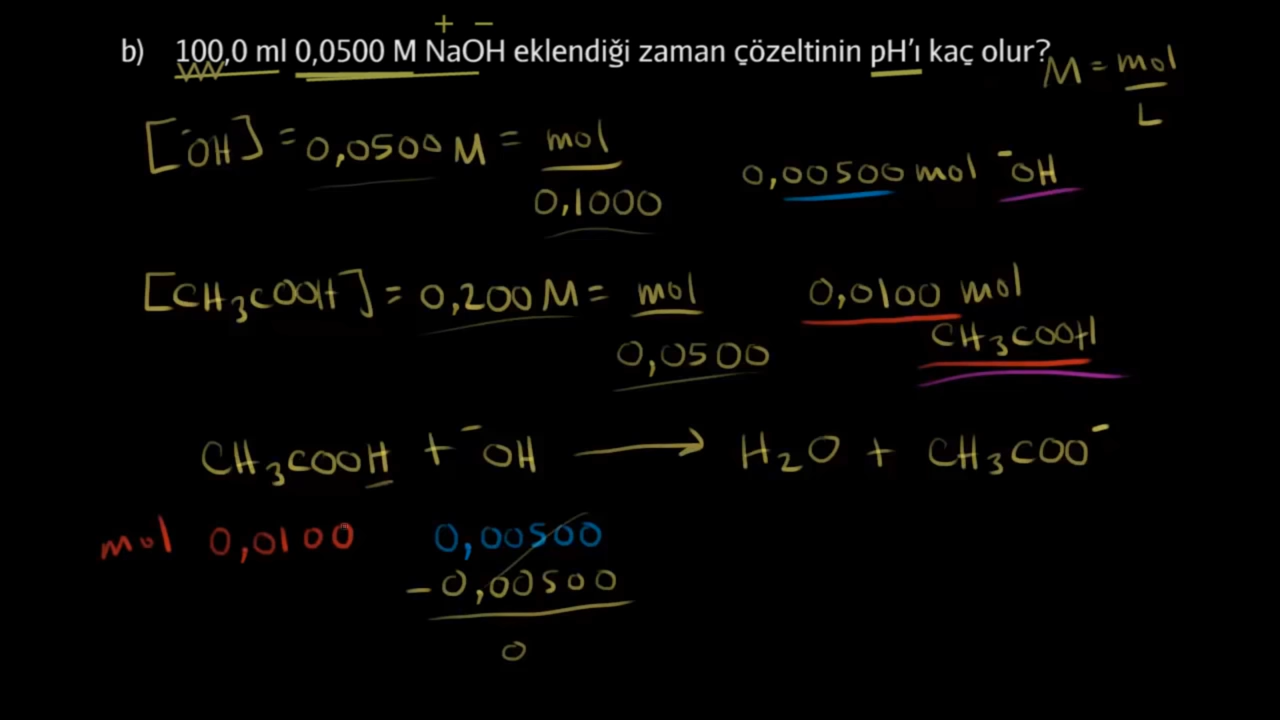 + −
b) 100,0 ml 0,0500 M NaOH eklendiği zaman çözeltinin pH'ı kaç olur?
M = mol
L
[⁻OH] = 0,0500 M = mol
0,1000
0,00500 mol ⁻OH
[CH₃COOH] = 0,200 M = mol
0,0500
0,0100 mol
CH₃COOH
CH₃COOH + ⁻OH → H₂O + CH₃COO⁻
mol 0,0100 0,00500
− 0,00500
0